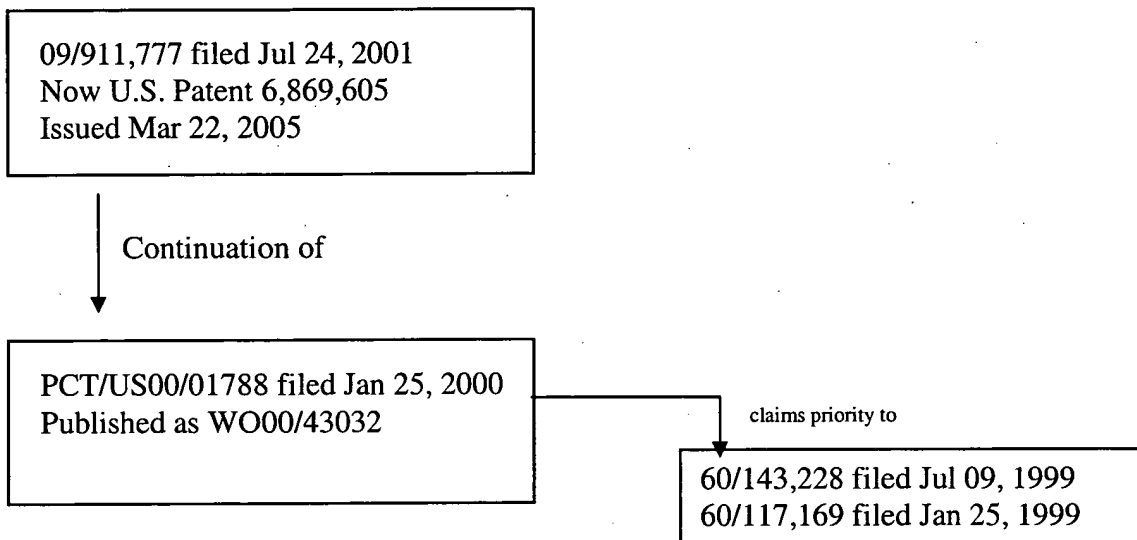 09/911,777 filed Jul 24, 2001
Now U.S. Patent 6,869,605
Issued Mar 22, 2005
Continuation of
PCT/US00/01788 filed Jan 25, 2000
Published as WO00/43032
claims priority to
60/143,228 filed Jul 09, 1999
60/117,169 filed Jan 25, 1999